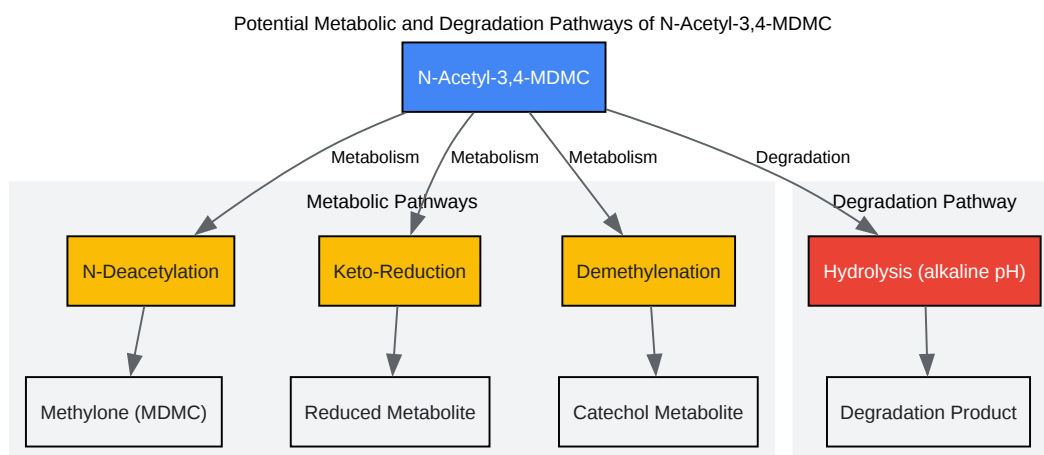 Potential Metabolic and Degradation Pathways of N-Acetyl-3,4-MDMC
N-Acetyl-3,4-MDMC
Metabolism
Metabolism
Metabolism
Degradation
Metabolic Pathways
Degradation Pathway
N-Deacetylation
Keto-Reduction
Demethylenation
Hydrolysis (alkaline pH)
Methylone (MDMC)
Reduced Metabolite
Catechol Metabolite
Degradation Product